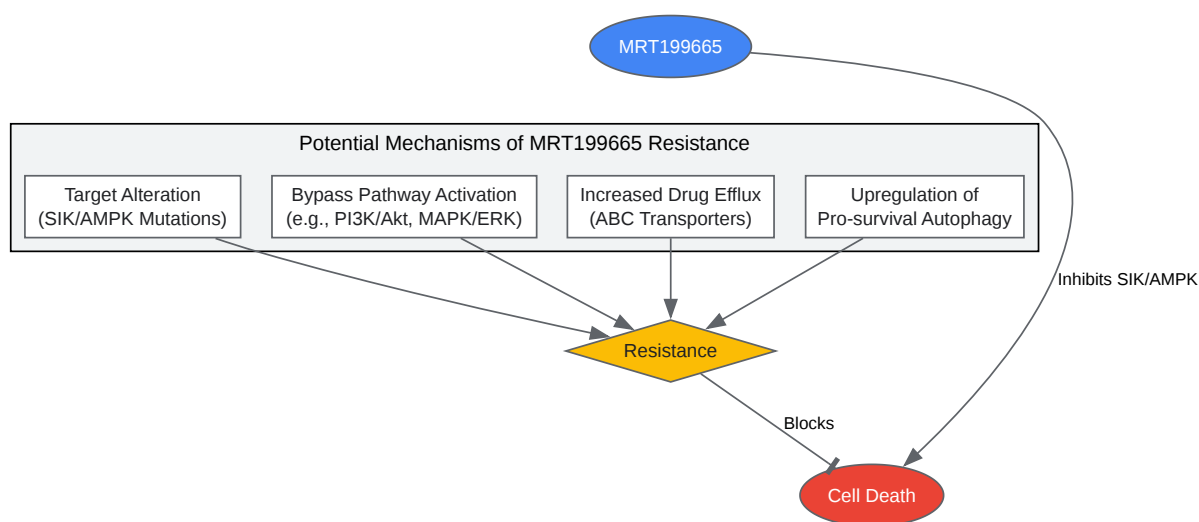 MRT199665
Potential Mechanisms of MRT199665 Resistance
Target Alteration
(SIK/AMPK Mutations)
Bypass Pathway Activation
(e.g., PI3K/Akt, MAPK/ERK)
Increased Drug Efflux
(ABC Transporters)
Upregulation of
Pro-survival Autophagy
Inhibits SIK/AMPK
Resistance
Blocks
Cell Death